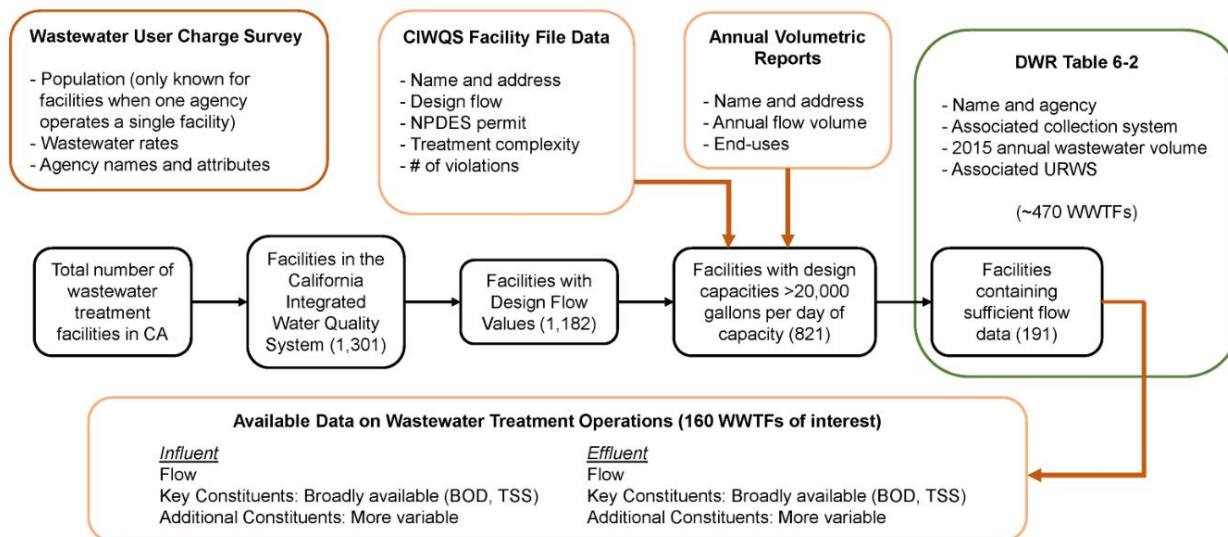 Wastewater User Charge Survey
- Population (only known for
facilities when one agency
operates a single facility)
- Wastewater rates
- Agency names and attributes
CIWQS Facility File Data
- Name and address
- Design flow
- NPDES permit
- Treatment complexity
- # of violations
Annual Volumetric
Reports
- Name and address
- Annual flow volume
- End-uses
DWR Table 6-2
- Name and agency
- Associated collection system
- 2015 annual wastewater volume
- Associated URWS
(~470 WWTFs)
Total number of
wastewater
treatment
facilities in CA
Facilities in the
California
Integrated
Water Quality
System (1,301)
Facilities with
Design Flow
Values (1,182)
Facilities with design
capacities >20,000
gallons per day of
capacity (821)
Facilities
containing
sufficient flow
data (191)
Available Data on Wastewater Treatment Operations (160 WWTFs of interest)
Influent
Flow
Key Constituents: Broadly available (BOD, TSS)
Additional Constituents: More variable
Effluent
Flow
Key Constituents: Broadly available (BOD, TSS)
Additional Constituents: More variable